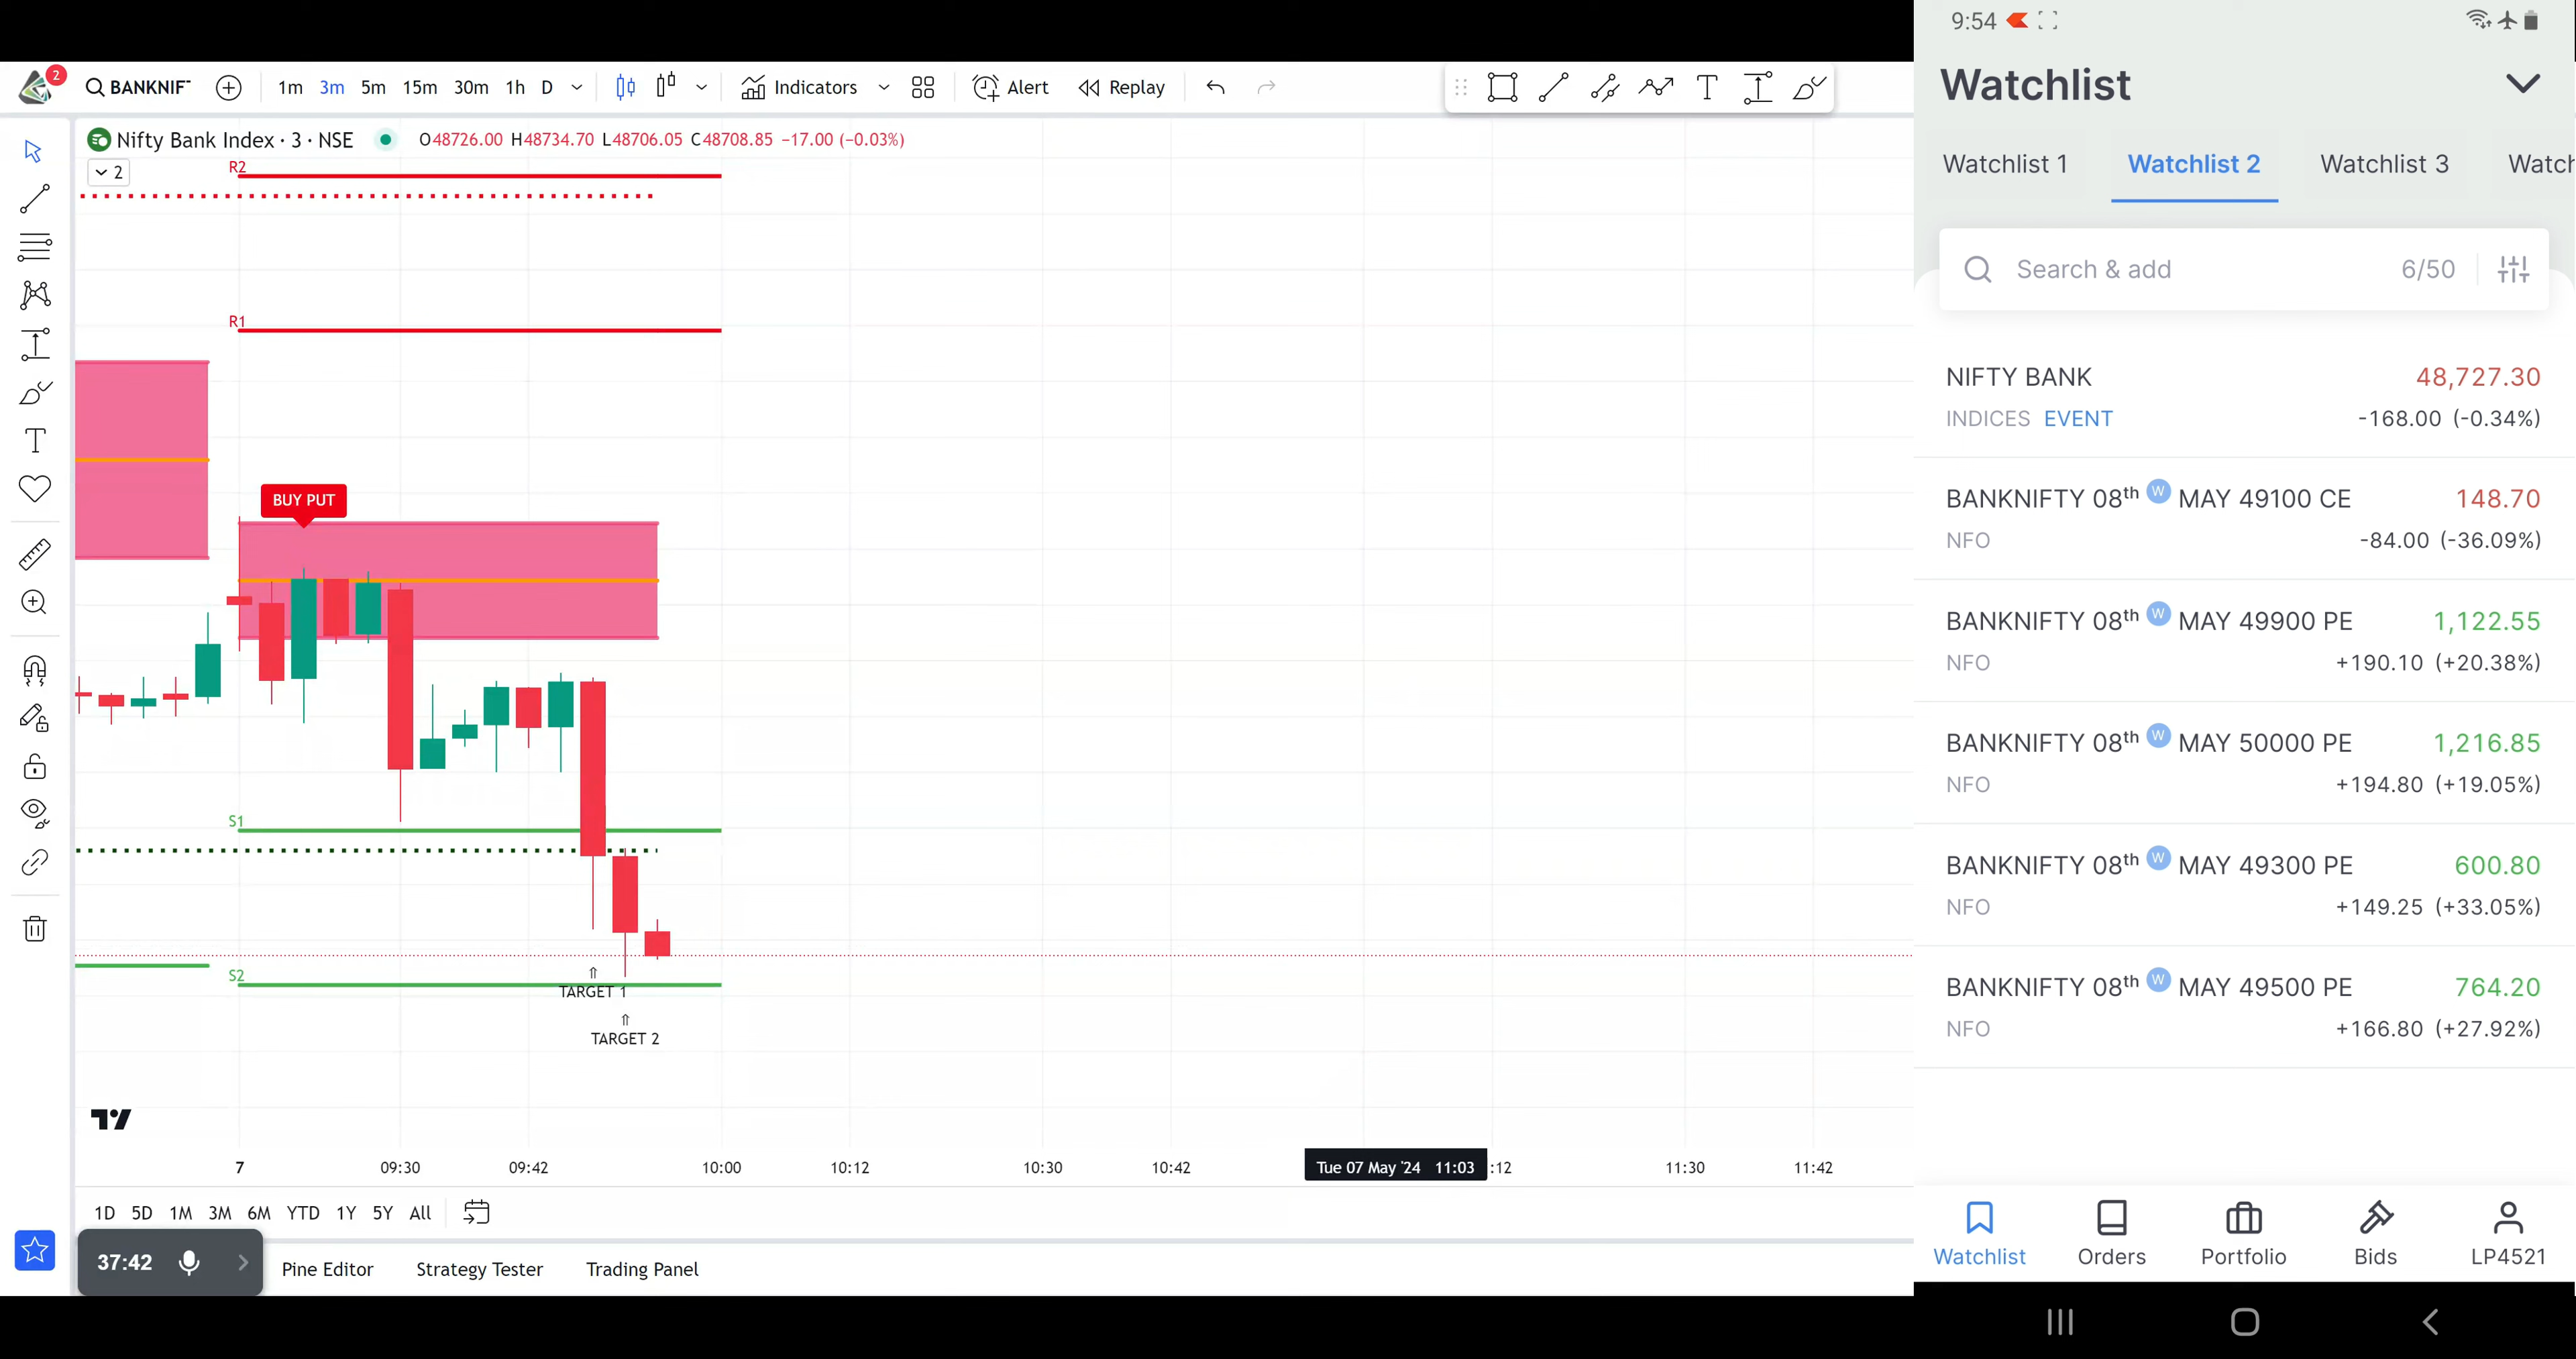 2
BANKNIF
1m 3m 5m 15m 30m 1h D
Indicators
Alert
Replay
Nifty Bank Index · 3 · NSE
O48726.00 H48734.70 L48706.05 C48708.85 −17.00 (−0.03%)
2
R2
R1
BUY PUT
S1
S2
TARGET 1
TARGET 2
7 09:30 09:42 10:00 10:12 10:30 10:42 Tue 07 May '24 11:03 :12 11:30 11:42
1D 5D 1M 3M 6M YTD 1Y 5Y All
37:42
Pine Editor Strategy Tester Trading Panel
9:54
Watchlist
Watchlist 1 Watchlist 2 Watchlist 3 Watch
Search & add 6/50
NIFTY BANK 48,727.30
INDICES EVENT -168.00 (-0.34%)
BANKNIFTY 08th W MAY 49100 CE 148.70
NFO -84.00 (-36.09%)
BANKNIFTY 08th W MAY 49900 PE 1,122.55
NFO +190.10 (+20.38%)
BANKNIFTY 08th W MAY 50000 PE 1,216.85
NFO +194.80 (+19.05%)
BANKNIFTY 08th W MAY 49300 PE 600.80
NFO +149.25 (+33.05%)
BANKNIFTY 08th W MAY 49500 PE 764.20
NFO +166.80 (+27.92%)
Watchlist Orders Portfolio Bids LP4521